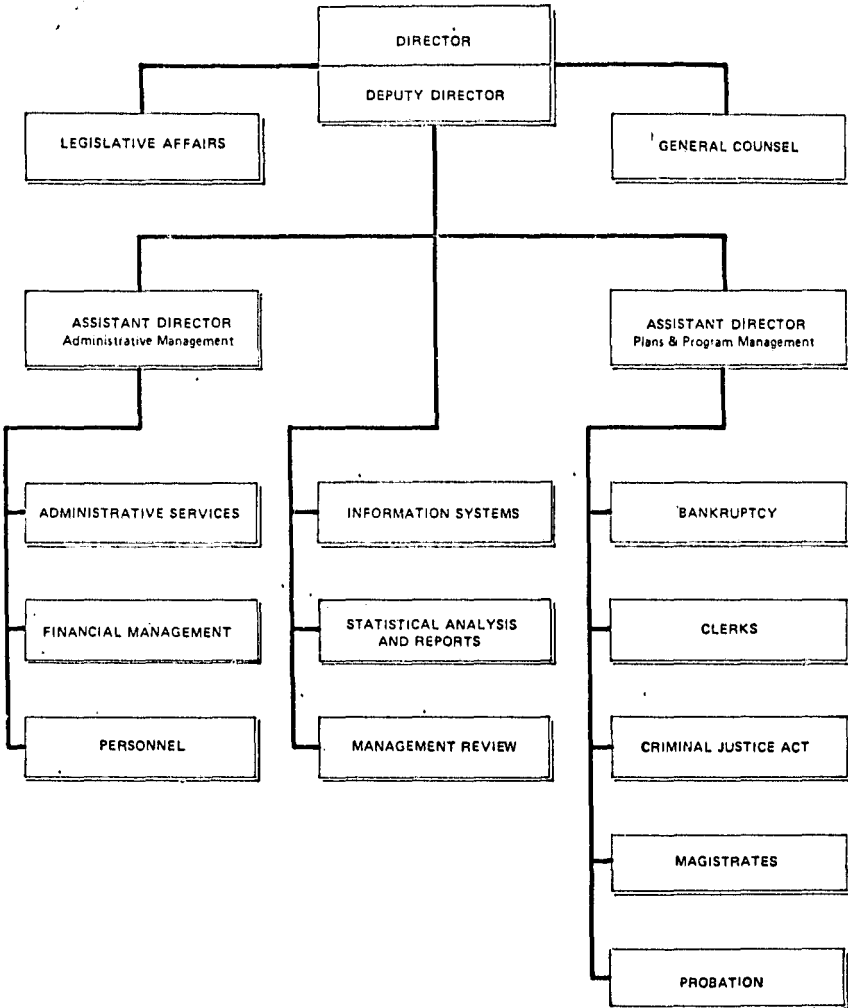 DIRECTOR
DEPUTY DIRECTOR
LEGISLATIVE AFFAIRS
GENERAL COUNSEL
ASSISTANT DIRECTOR
Administrative Management
ASSISTANT DIRECTOR
Plans & Program Management
ADMINISTRATIVE SERVICES
INFORMATION SYSTEMS
BANKRUPTCY
FINANCIAL MANAGEMENT
STATISTICAL ANALYSIS
AND REPORTS
CLERKS
PERSONNEL
MANAGEMENT REVIEW
CRIMINAL JUSTICE ACT
MAGISTRATES
PROBATION